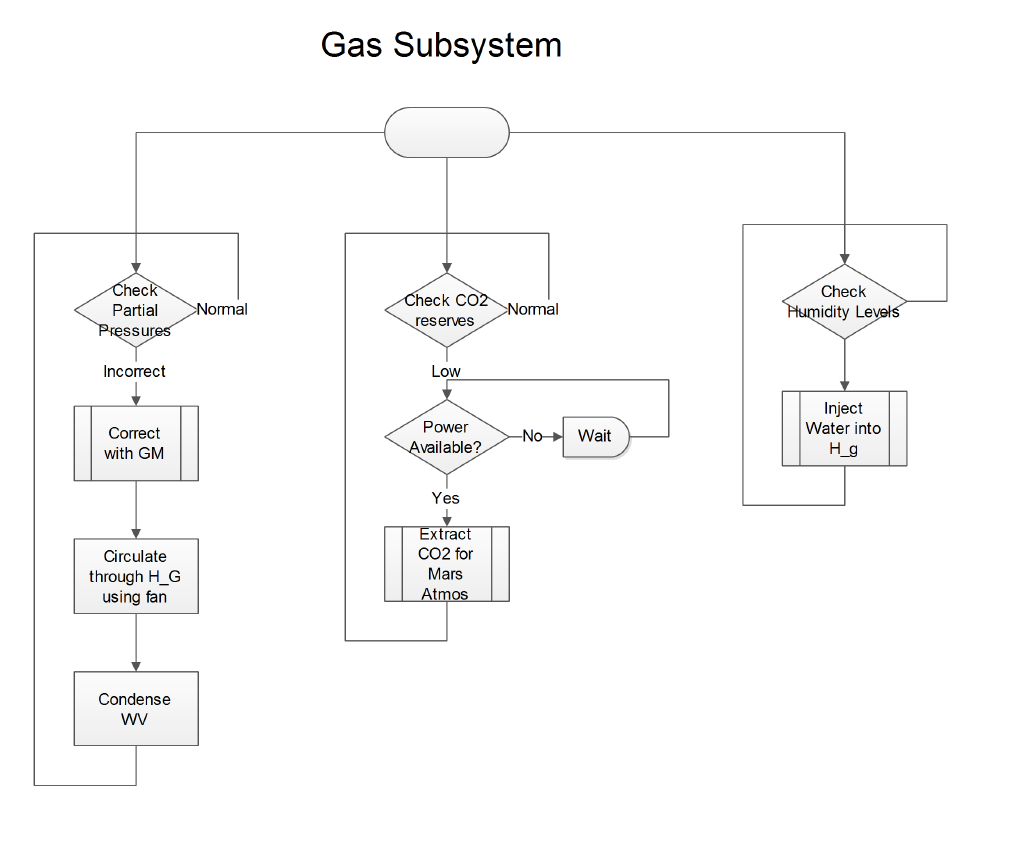 Gas Subsystem
Check
Partial
Pressures
Normal
Incorrect
Correct
with GM
Circulate
through H_G
using fan
Condense
WV
Check CO2
reserves
Normal
Low
Power
Available?
No
Wait
Yes
Extract
CO2 for
Mars
Atmos
Check
Humidity Levels
Inject
Water into
H_g